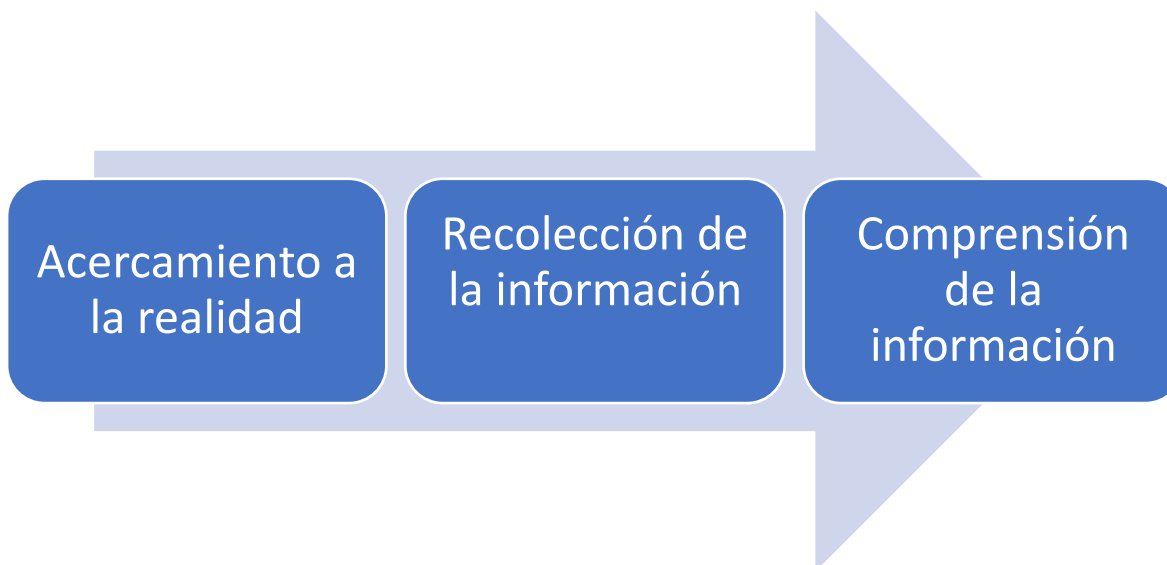 Acercamiento a
la realidad
Recolección de
la información
Comprensión
de la
información